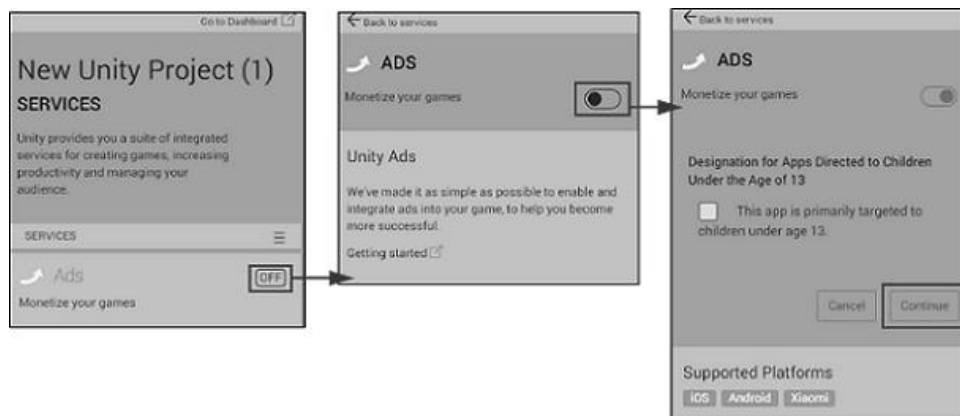 Go to Dashboard
New Unity Project (1)
SERVICES
Unity provides you a suite of integrated
services for creating games, increasing
productivity and managing your
audience.
SERVICES
Ads
OFF
Monetize your games
Back to services
ADS
Monetize your games
Unity Ads
We've made it as simple as possible to enable and
integrate ads into your game, to help you become
more successful.
Getting started
Back to services
ADS
Monetize your games
Designation for Apps Directed to Children
Under the Age of 13
This app is primarily targeted to
children under age 13.
Cancel Continue
Supported Platforms
iOS Android Xiaomi